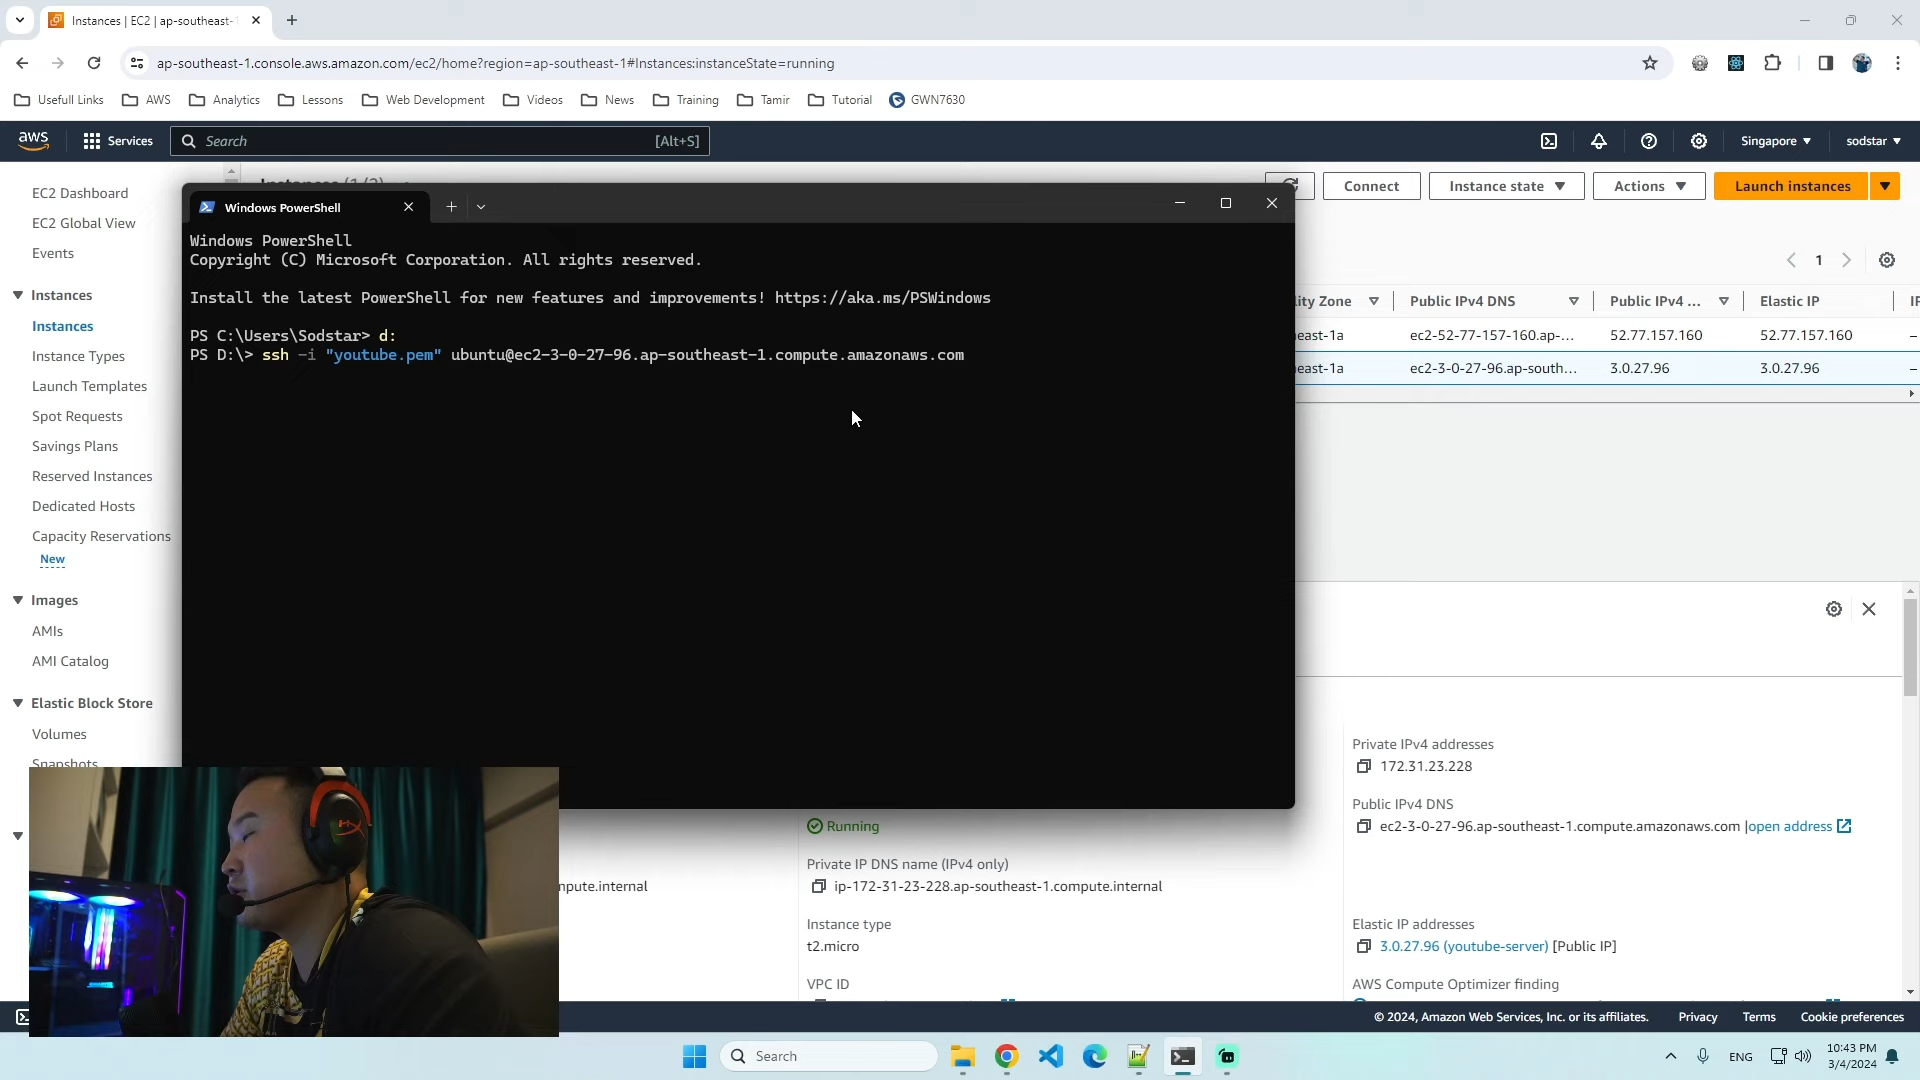 Instances | EC2 | ap-southeast-
ap-southeast-1.console.aws.amazon.com/ec2/home?region=ap-southeast-1#Instances:instanceState=running
Usefull Links
AWS
Analytics
Lessons
Web Development
Videos
News
Training
Tamir
Tutorial
GWN7630
aws
Services
Search
[Alt+S]
Singapore
sodstar
EC2 Dashboard
EC2 Global View
Events
Instances
Instances
Instance Types
Launch Templates
Spot Requests
Savings Plans
Reserved Instances
Dedicated Hosts
Capacity Reservations
New
Images
AMIs
AMI Catalog
Elastic Block Store
Volumes
Snapshots
Connect
Instance state
Actions
Launch instances
1
lity Zone
Public IPv4 DNS
Public IPv4 ...
Elastic IP
east-1a
ec2-52-77-157-160.ap-...
52.77.157.160
52.77.157.160
–
east-1a
ec2-3-0-27-96.ap-south...
3.0.27.96
3.0.27.96
–
Windows PowerShell
Windows PowerShell
Copyright (C) Microsoft Corporation. All rights reserved.
Install the latest PowerShell for new features and improvements! https://aka.ms/PSWindows
PS C:\Users\Sodstar> d:
PS D:\> ssh -i "youtube.pem" ubuntu@ec2-3-0-27-96.ap-southeast-1.compute.amazonaws.com
Private IPv4 addresses
172.31.23.228
Public IPv4 DNS
ec2-3-0-27-96.ap-southeast-1.compute.amazonaws.com |open address
Running
Private IP DNS name (IPv4 only)
npute.internal
ip-172-31-23-228.ap-southeast-1.compute.internal
Instance type
t2.micro
Elastic IP addresses
3.0.27.96 (youtube-server) [Public IP]
VPC ID
AWS Compute Optimizer finding
© 2024, Amazon Web Services, Inc. or its affiliates.
Privacy
Terms
Cookie preferences
Search
ENG
10:43 PM
3/4/2024